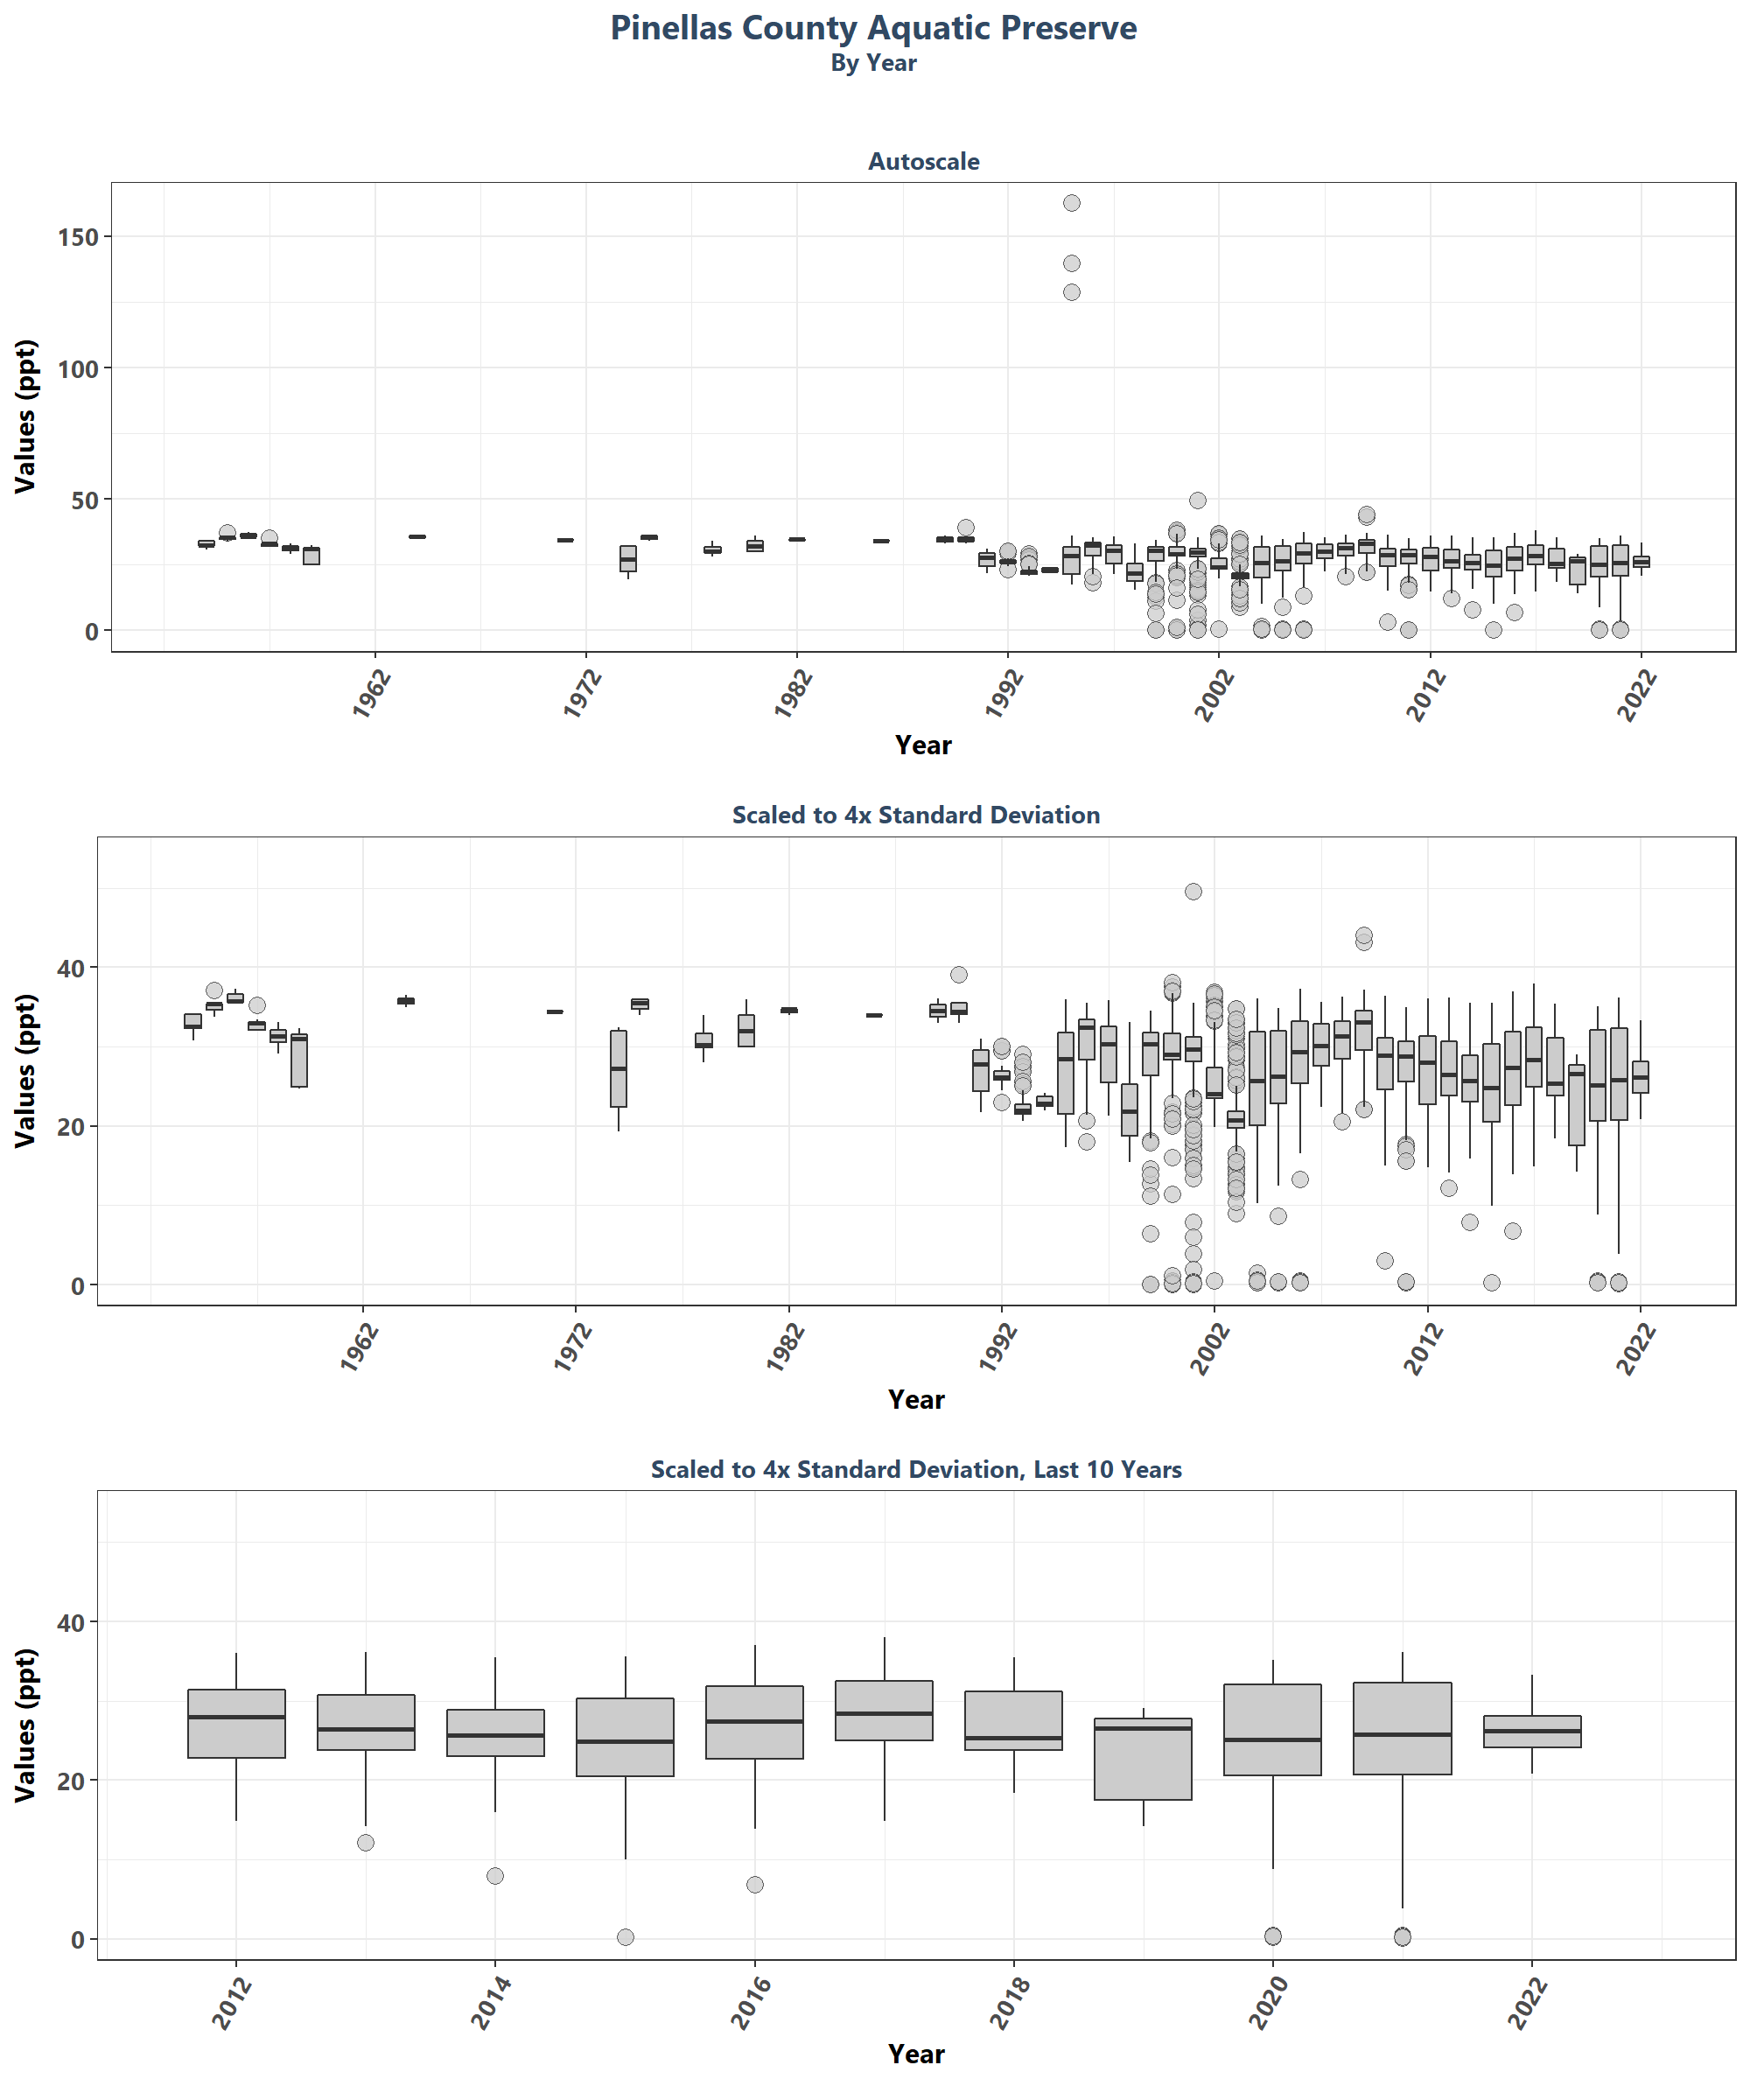 Pinellas County Aquatic Preserve
By Year
Autoscale
150
100
50
0
Values (ppt)
1962 1972 1982 1992 2002 2012 2022
Year
Scaled to 4x Standard Deviation
40
20
0
Values (ppt)
1962 1972 1982 1992 2002 2012 2022
Year
Scaled to 4x Standard Deviation, Last 10 Years
40
20
0
Values (ppt)
2012 2014 2016 2018 2020 2022
Year